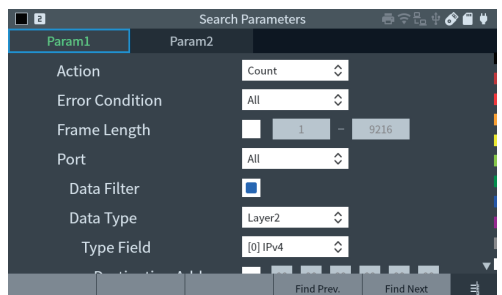 2 Search Parameters
Param1 Param2
Action Count
Error Condition All
Frame Length 1 – 9216
Port All
Data Filter
Data Type Layer2
Type Field [0] IPv4
Find Prev. Find Next